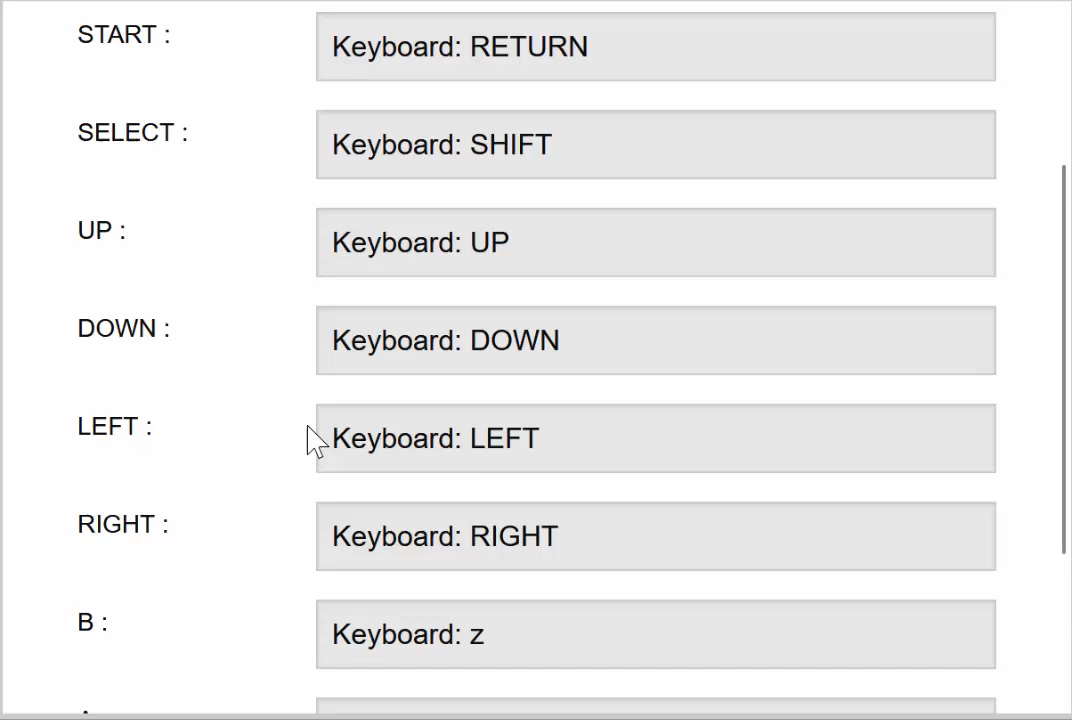 START : Keyboard: RETURN
SELECT : Keyboard: SHIFT
UP : Keyboard: UP
DOWN : Keyboard: DOWN
LEFT : Keyboard: LEFT
RIGHT : Keyboard: RIGHT
B : Keyboard: z